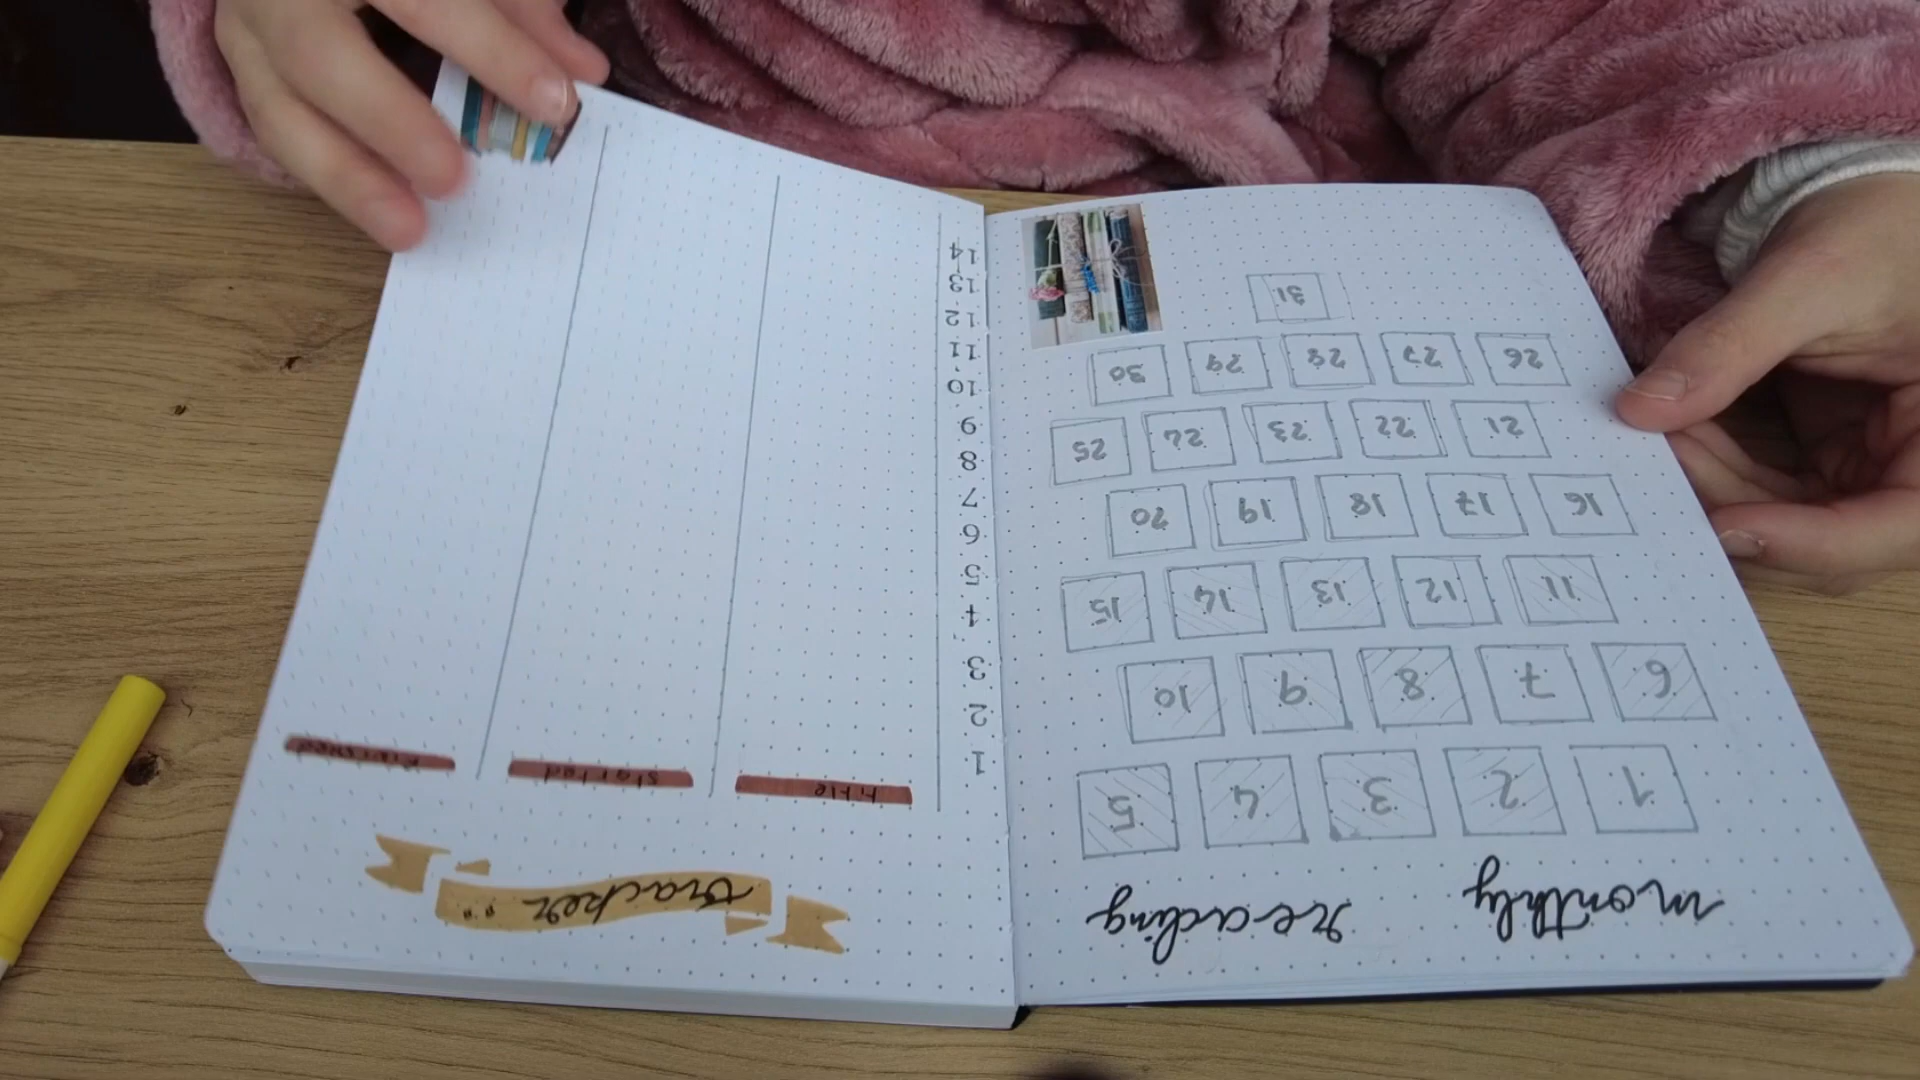 monthly reading
1 2 3 4 5
6 7 8 9 10
11 12 13 14 15
16 17 18 19 20
21 22 23 24 25
26 27 28 29 30
31
tracker
title started finished
1
2
3
4
5
6
7
8
9
10
11
12
13
14